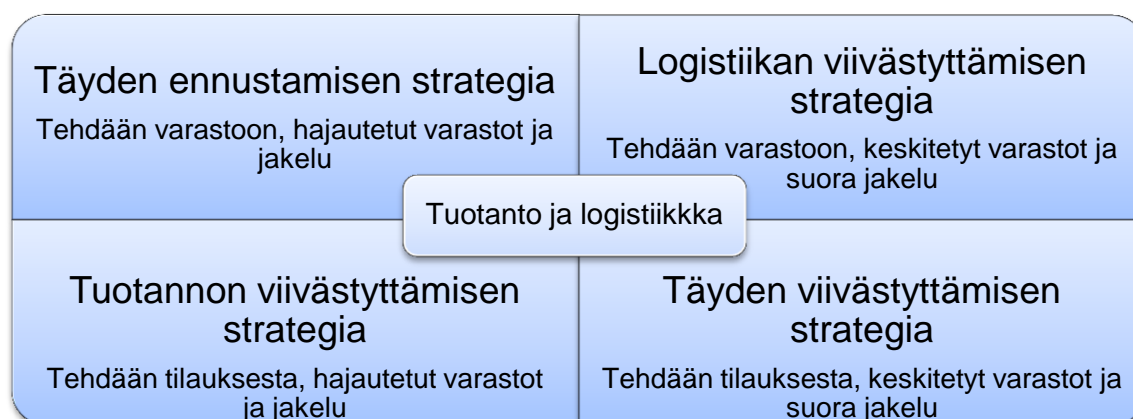 Täyden ennustamisen strategia
Tehdään varastoon, hajautetut varastot ja
jakelu
Logistiikan viivästyttämisen
strategia
Tehdään varastoon, keskitetyt varastot ja
suora jakelu
Tuotanto ja logistiikkka
Tuotannon viivästyttämisen
strategia
Tehdään tilauksesta, hajautetut varastot
ja jakelu
Täyden viivästyttämisen
strategia
Tehdään tilauksesta, keskitetyt varastot ja
suora jakelu